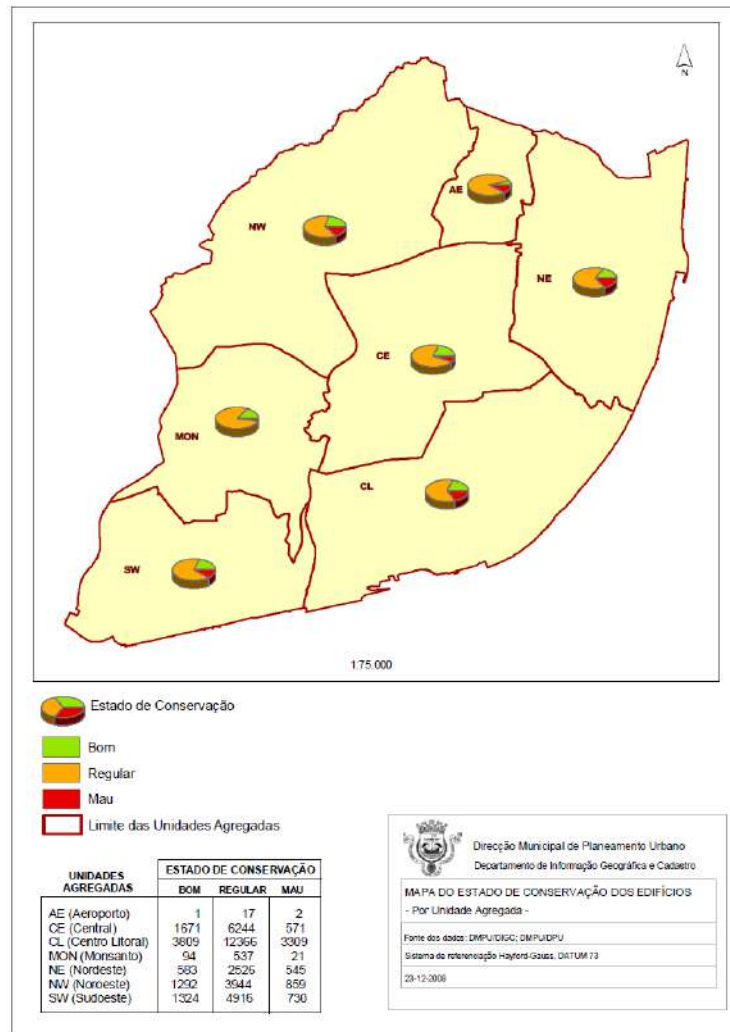 N
AE
NW
NE
CE
MON
CL
SW
1:75.000
Estado de Conservação
Bom
Regular
Mau
Limite das Unidades Agregadas
UNIDADES AGREGADAS ESTADO DE CONSERVAÇÃO
BOM REGULAR MAU
AE (Aeroporto) 1 17 2
CE (Central) 1671 6244 571
CL (Centro Litoral) 3809 12366 3309
MON (Monsanto) 94 537 21
NE (Nordeste) 583 2526 545
NW (Noroeste) 1292 3944 859
SW (Sudoeste) 1324 4916 730
Direcção Municipal de Planeamento Urbano
Departamento de Informação Geográfica e Cadastro
MAPA DO ESTADO DE CONSERVAÇÃO DOS EDIFÍCIOS
- Por Unidade Agregada -
Fonte dos dados: DMPU/DIGC; DMPU/DPU
Sistema de referenciação Hayford-Gauss, DATUM 73
23-12-2008